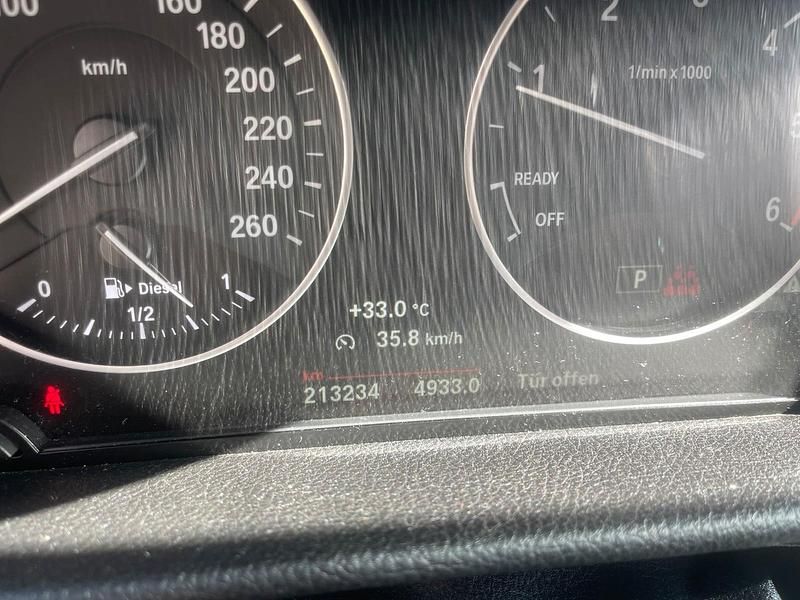 160
180
km/h
200
220
240
260
0
Diesel
1/2
1
2
1
4
1/min x 1000
READY
OFF
6
P
+33.0 °C
35.8 km/h
km
213234 4933.0
Tür offen